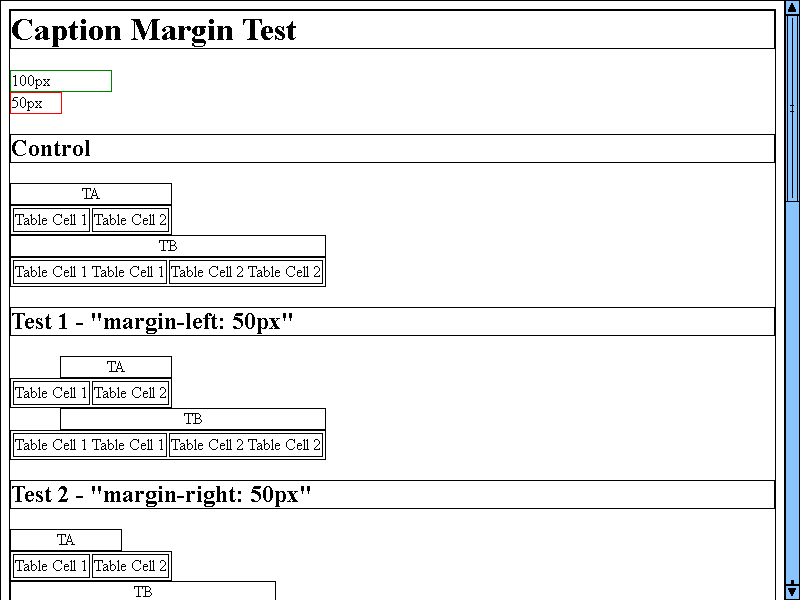 Caption Margin Test
100px
50px
Control
TA
Table Cell 1 Table Cell 2
TB
Table Cell 1 Table Cell 1 Table Cell 2 Table Cell 2
Test 1 - "margin-left: 50px"
TA
Table Cell 1 Table Cell 2
TB
Table Cell 1 Table Cell 1 Table Cell 2 Table Cell 2
Test 2 - "margin-right: 50px"
TA
Table Cell 1 Table Cell 2
TB